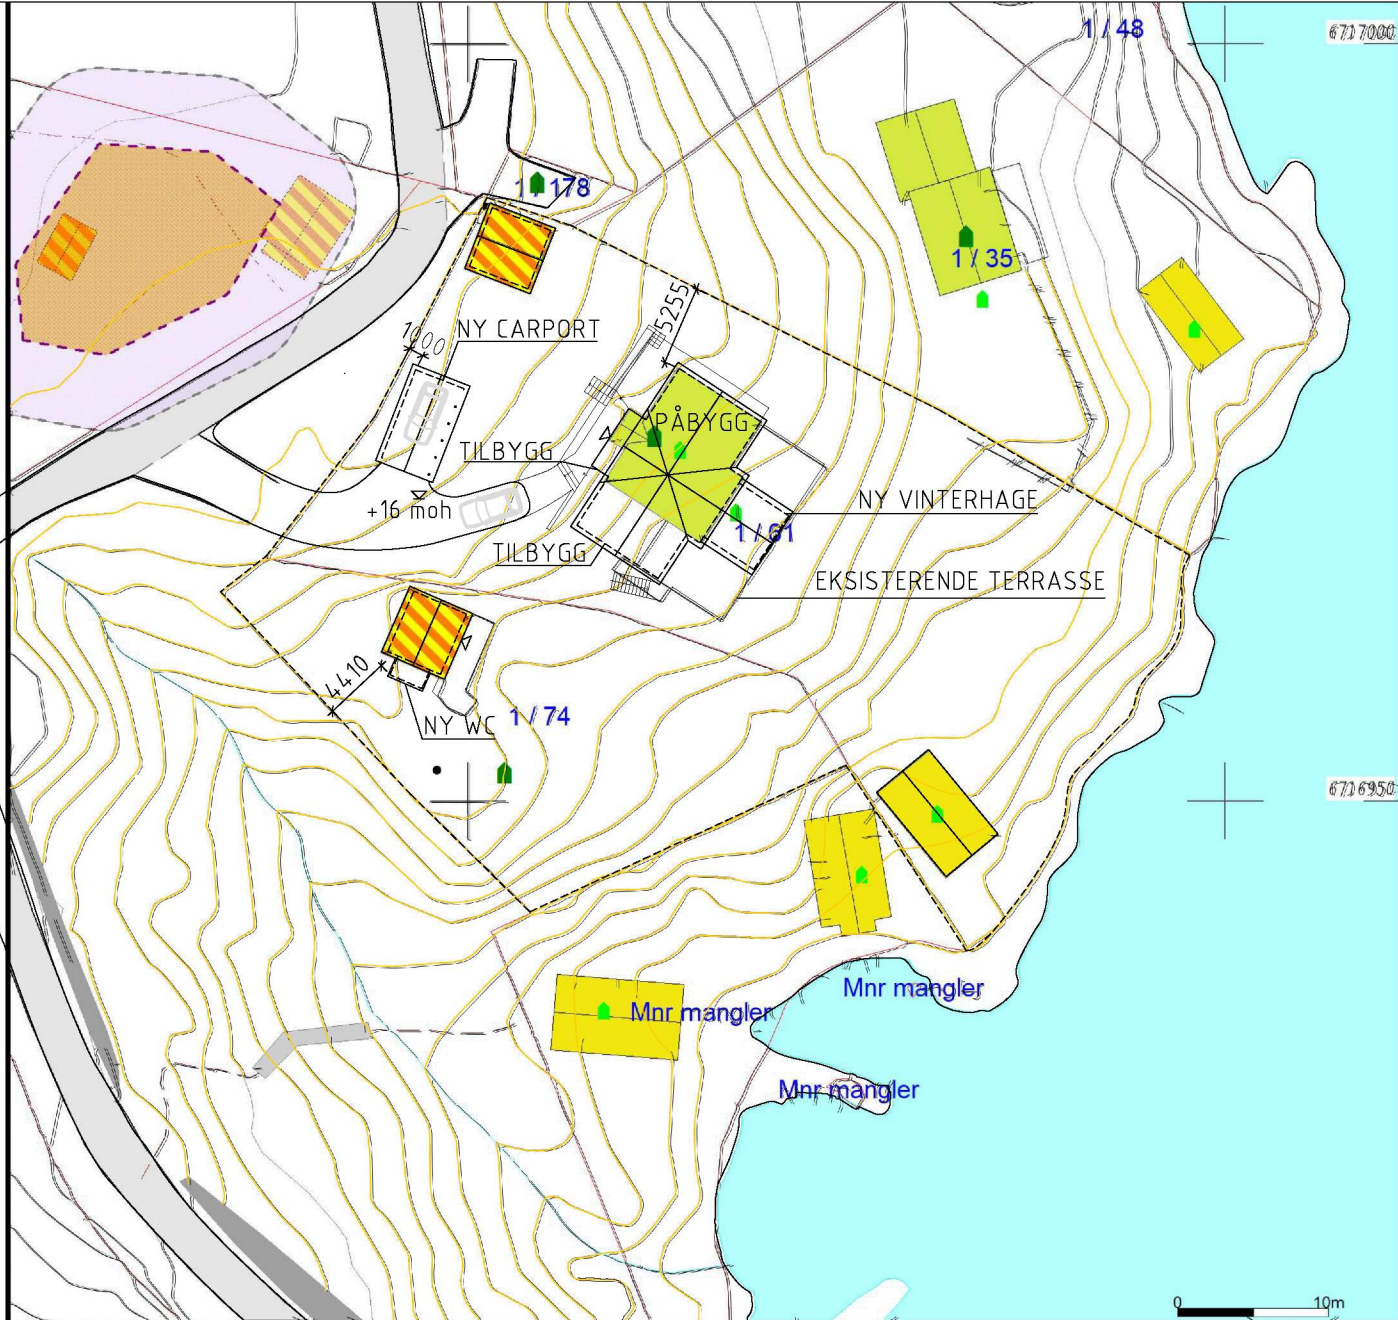 1 / 48
6717000
1 / 178
1 / 35
5255
NY CARPORT
1000
PÅBYGG
TILBYGG
NY VINTERHAGE
+16 moh
1 / 61
TILBYGG
EKSISTERENDE TERRASSE
4410
NY WC
1 / 74
6716950
Mnr mangler
Mnr mangler
Mnr mangler
0
10m